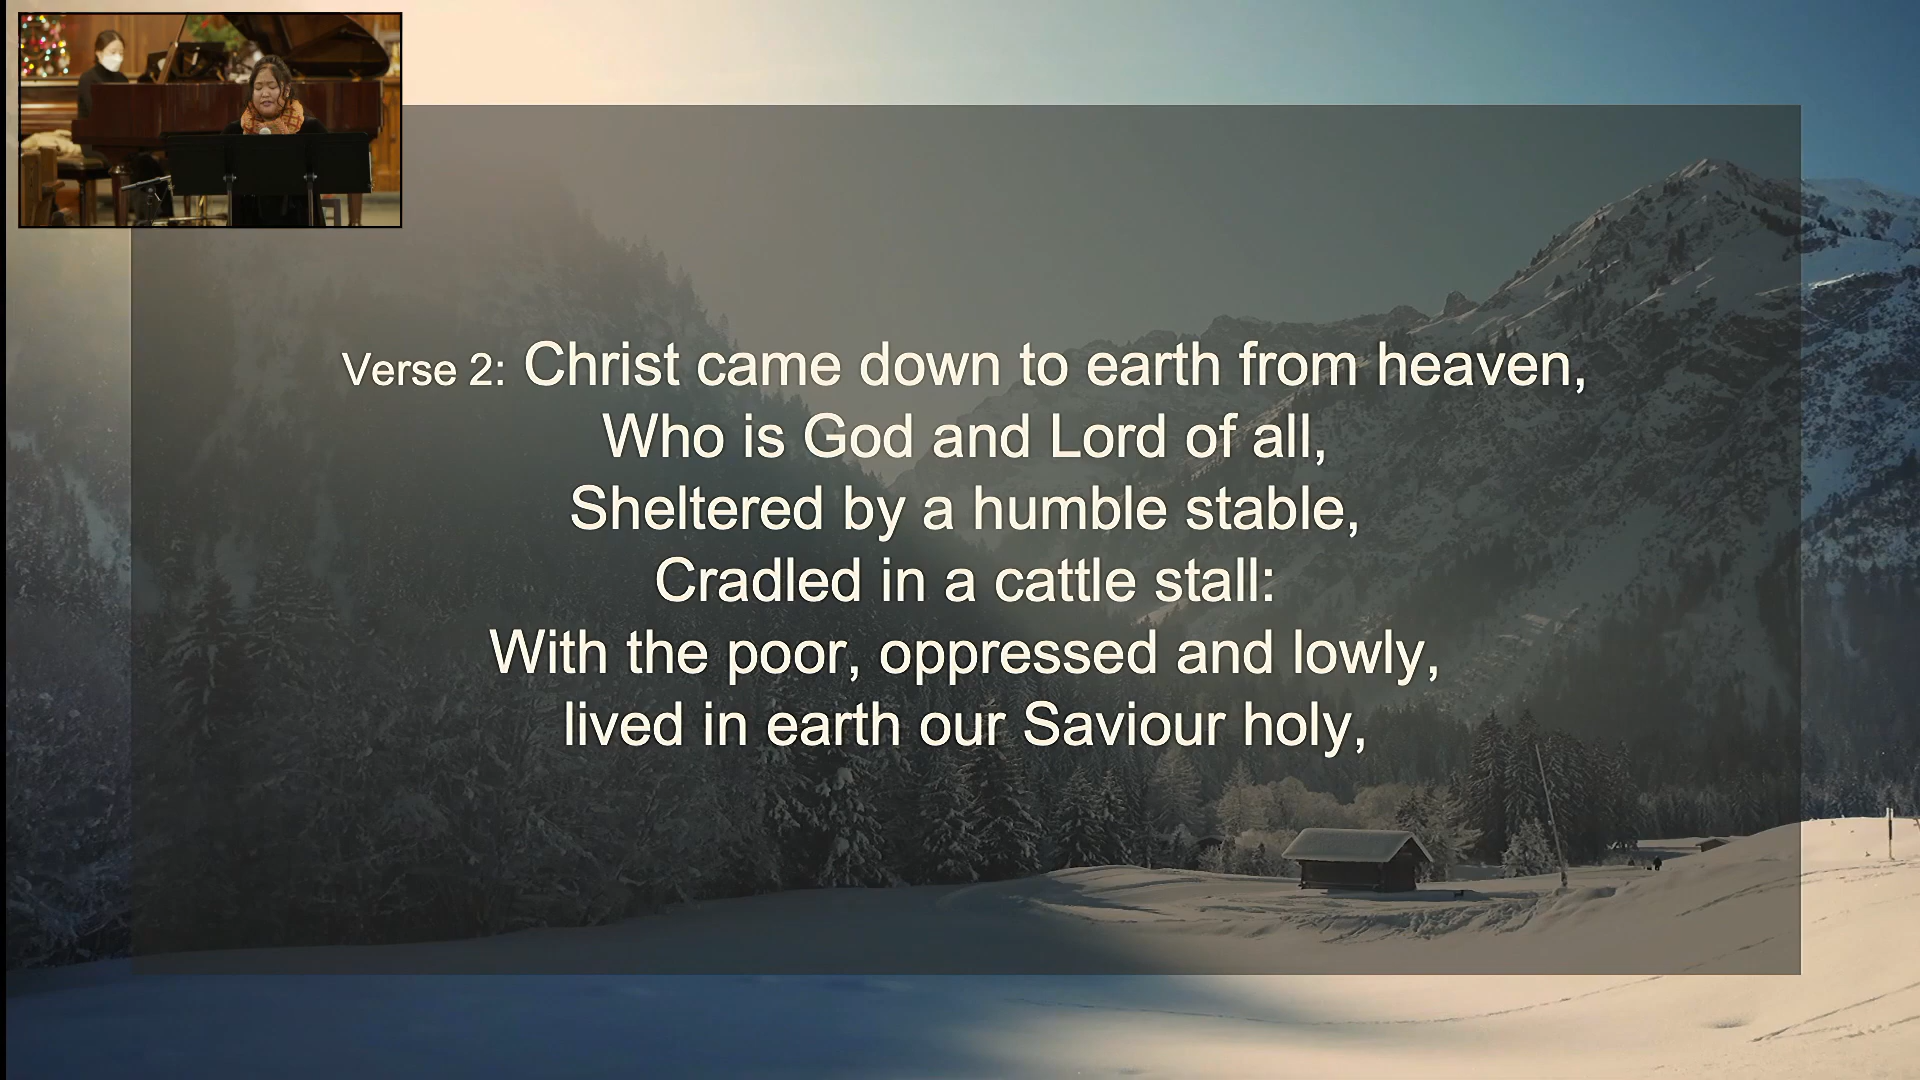 Verse 2: Christ came down to earth from heaven,
Who is God and Lord of all,
Sheltered by a humble stable,
Cradled in a cattle stall:
With the poor, oppressed and lowly,
lived in earth our Saviour holy,